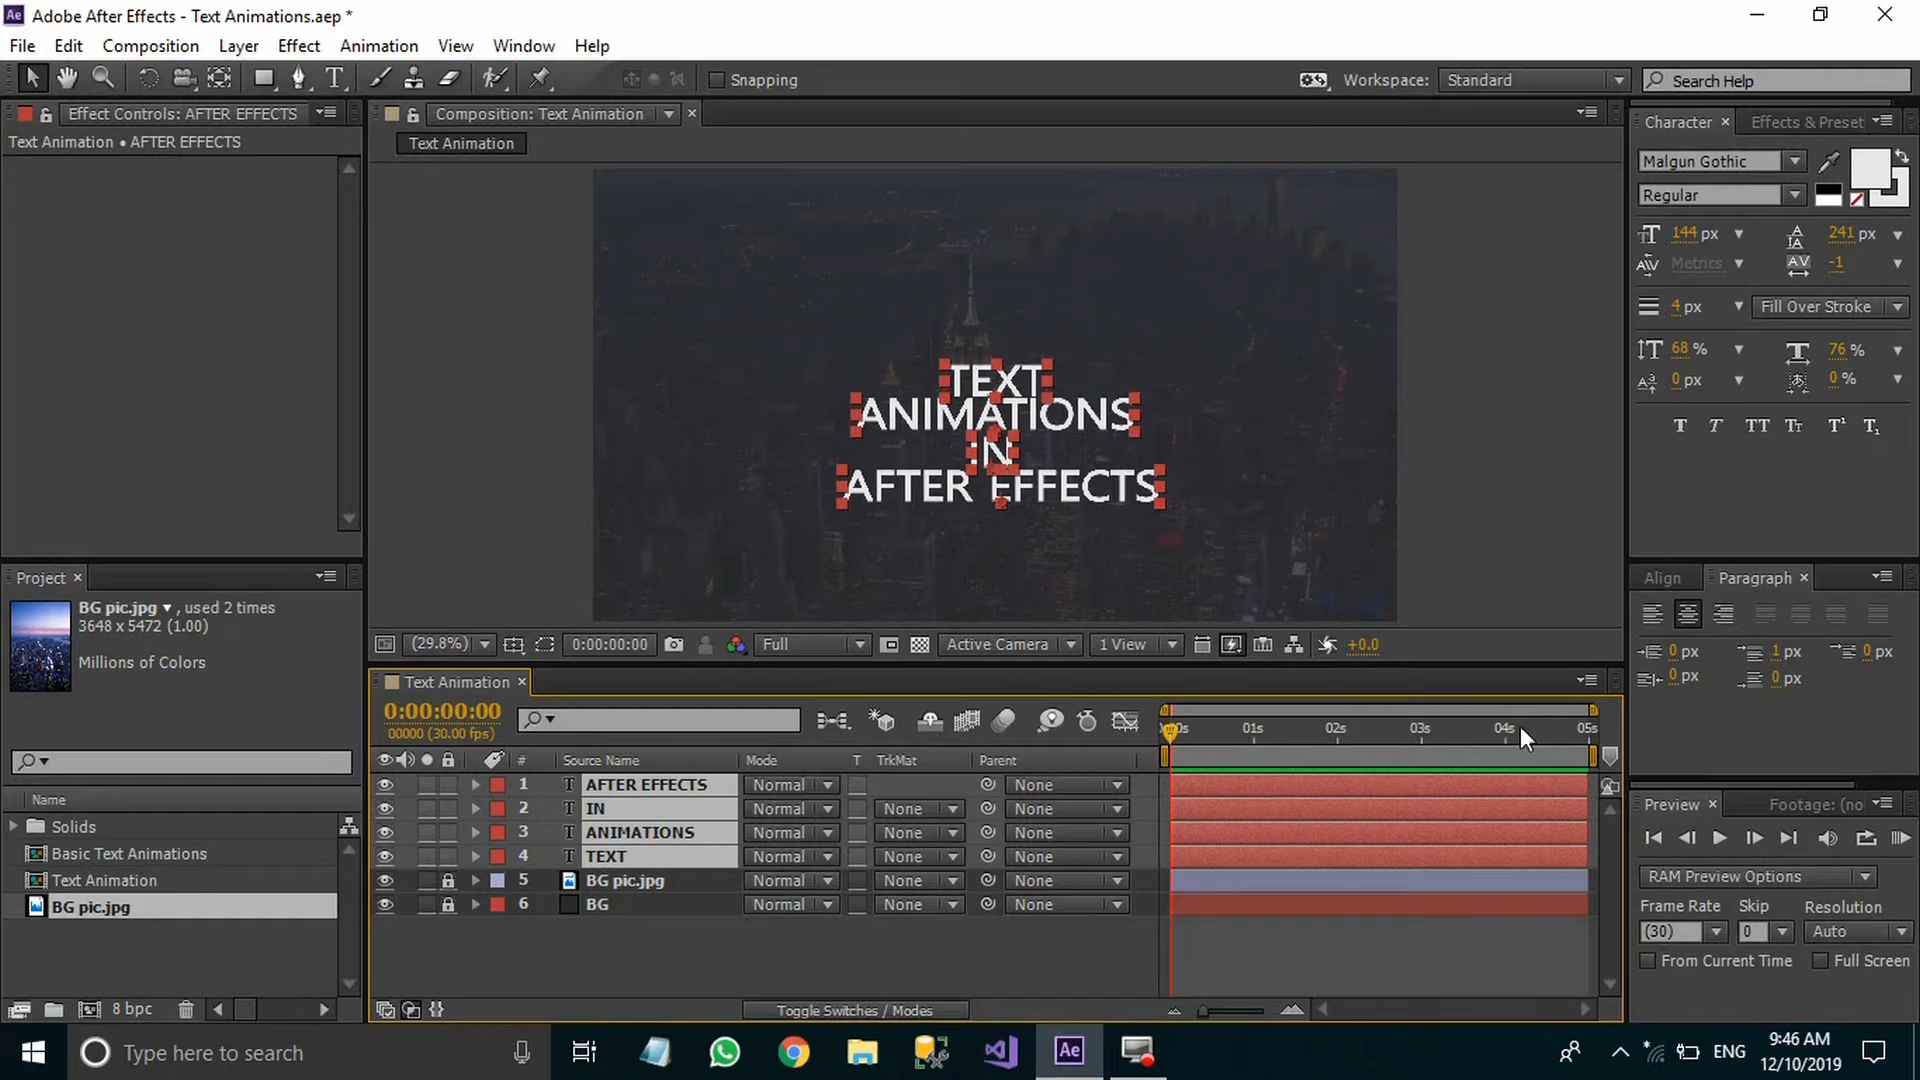 Adobe After Effects - Text Animations.aep *
File Edit Composition Layer Effect Animation View Window Help
Snapping
Workspace: Standard
Search Help
Effect Controls: AFTER EFFECTS
Text Animation • AFTER EFFECTS
Composition: Text Animation
Text Animation
TEXT
ANIMATIONS
IN
AFTER EFFECTS
(29.8%) 0:00:00:00 Full Active Camera 1 View +0.0
Character Effects & Preset
Malgun Gothic
Regular
144 px 241 px
Metrics -1
4 px Fill Over Stroke
68 % 76 %
0 px 0 %
Align Paragraph
0 px 1 px 0 px
0 px 0 px
Project
BG pic.jpg , used 2 times
3648 x 5472 (1.00)
Millions of Colors
Name
Solids
Basic Text Animations
Text Animation
BG pic.jpg
8 bpc
Text Animation
0:00:00:00
00000 (30.00 fps)
0s 01s 02s 03s 04s 05s
# Source Name Mode T TrkMat Parent
1 AFTER EFFECTS Normal None
2 IN Normal None None
3 ANIMATIONS Normal None None
4 TEXT Normal None None
5 BG pic.jpg Normal None None
6 BG Normal None None
Toggle Switches / Modes
Preview Footage: (no
RAM Preview Options
Frame Rate Skip Resolution
(30) 0 Auto
From Current Time Full Screen
Type here to search
Ae
ENG
9:46 AM
12/10/2019